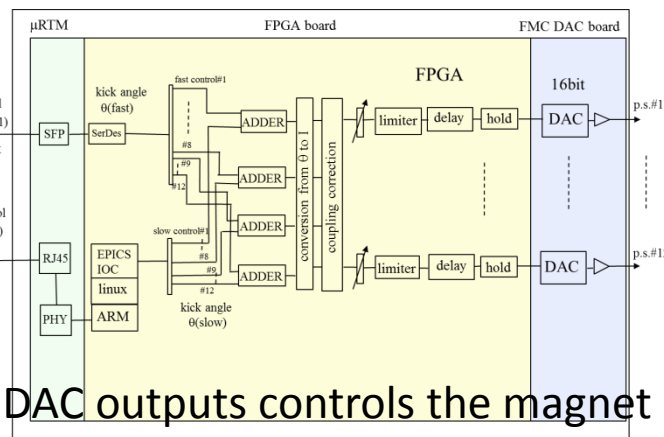 μRTM
FPGA board
FMC DAC board
FPGA
kick angle
θ(fast)
fast control#1
16bit
p.s.#1
1)
SFP
SerDes
ADDER
limiter
delay
hold
DAC
#8
#9
#12
ADDER
conversion from θ to I
coupling correction
ADDER
slow control#1
RJ45
EPICS
IOC
linux
#8
#9
#12
ADDER
limiter
delay
hold
DAC
PHY
ARM
kick angle
θ(slow)
DAC outputs controls the magnet